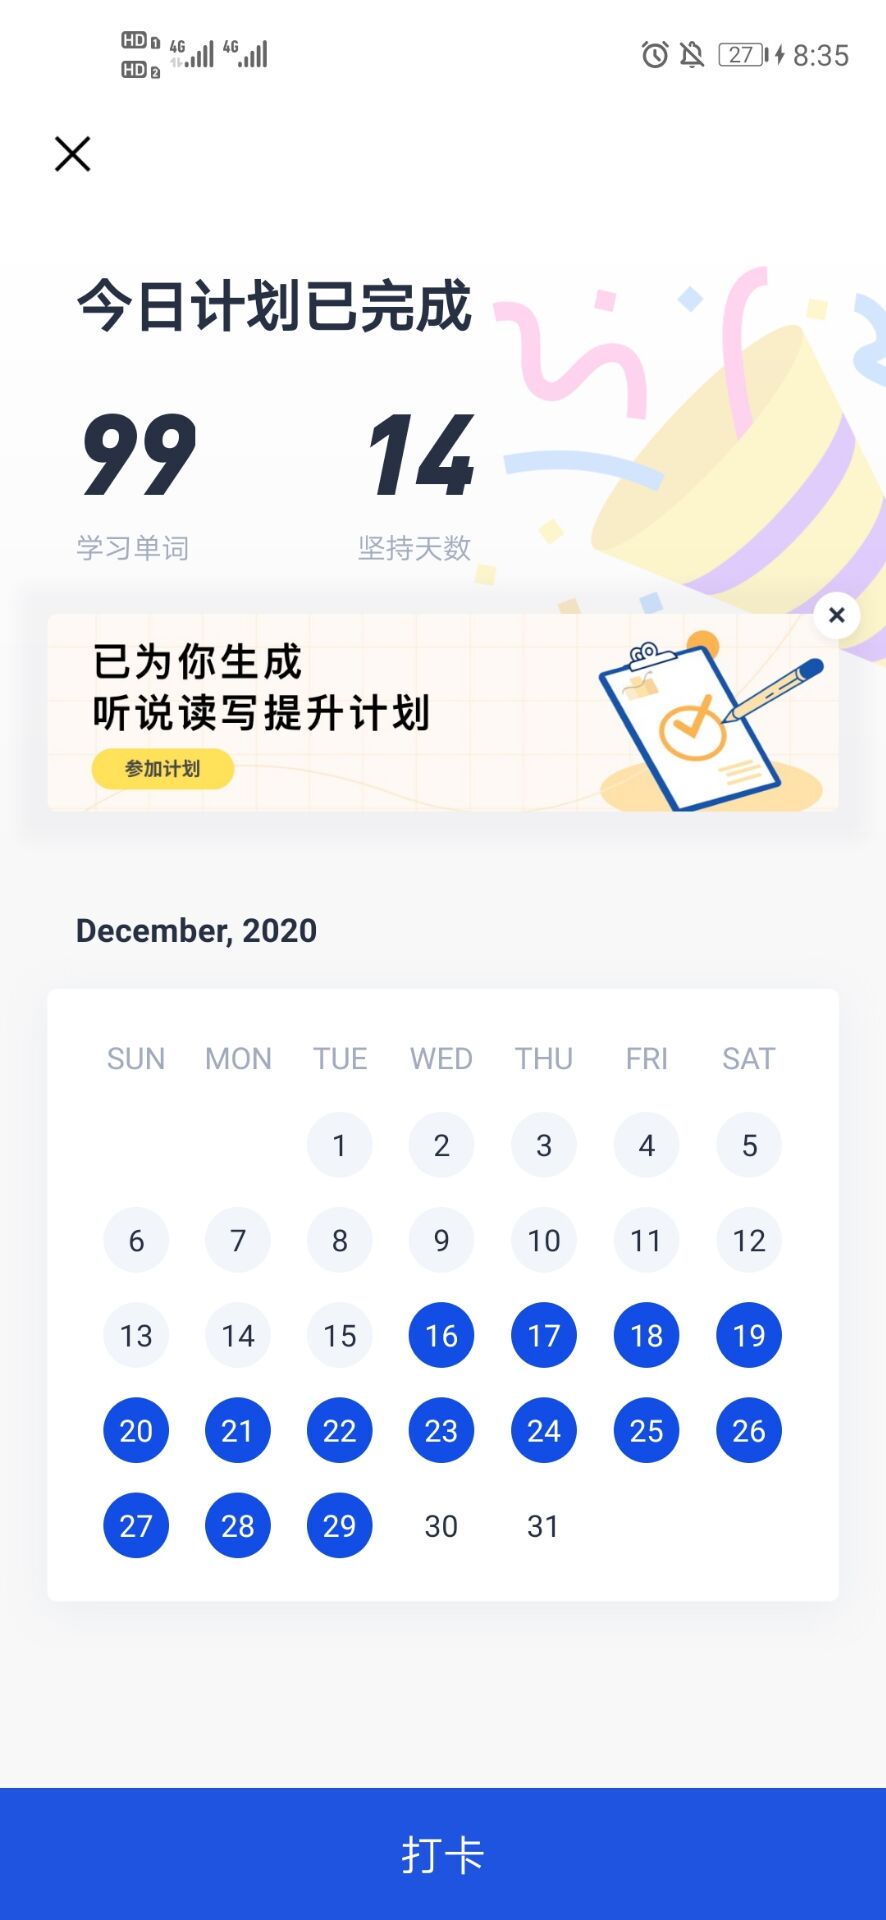 HD 1 4G 4G
HD 2
27 8:35
今日计划已完成
99 14
学习单词 坚持天数
已为你生成
听说读写提升计划
参加计划
December, 2020
SUN MON TUE WED THU FRI SAT
1 2 3 4 5
6 7 8 9 10 11 12
13 14 15 16 17 18 19
20 21 22 23 24 25 26
27 28 29 30 31
打卡